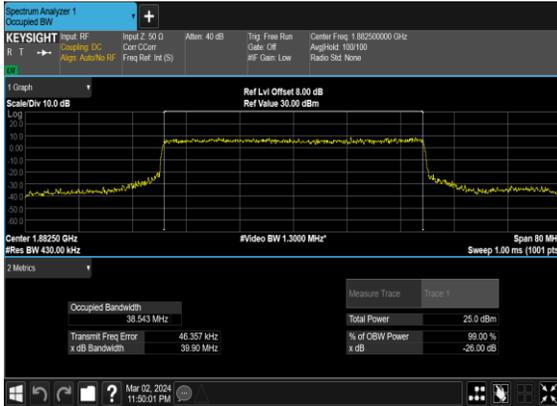 Spectrum Analyzer 1
Occupied BW
+
KEYSIGHT Input: RF Input Z: 50 Ω Atten: 40 dB Trig: Free Run Center Freq: 1.882500000 GHz
R T Coupling: DC Corr CCorr Gate: Off Avg|Hold: 100/100
Align: Auto/No RF Freq Ref: Int (S) #IF Gain: Low Radio Std: None
1 Graph
Ref Lvl Offset 8.00 dB
Scale/Div 10.0 dB Ref Value 30.00 dBm
Log
20.0
10.0
0.00
-10.0
-20.0
-30.0
-40.0
-50.0
-60.0
Center 1.88250 GHz #Video BW 1.3000 MHz* Span 80 MH
#Res BW 430.00 kHz Sweep 1.00 ms (1001 pts
2 Metrics
Measure Trace Trace 1
Occupied Bandwidth
38.543 MHz Total Power 25.0 dBm
Transmit Freq Error 46.357 kHz % of OBW Power 99.00 %
x dB Bandwidth 39.90 MHz x dB -26.00 dB
? Mar 02, 2024
11:50:01 PM